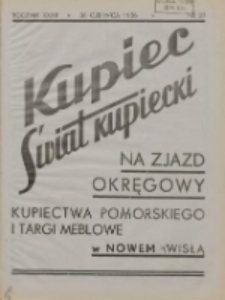 Kupiec
Świat kupiecki
NA ZJAZD
OKRĘGOWY
KUPIECTWA POMORSKIEGO
I TARGI MEBLOWE
w NOWEM n/WISŁĄ